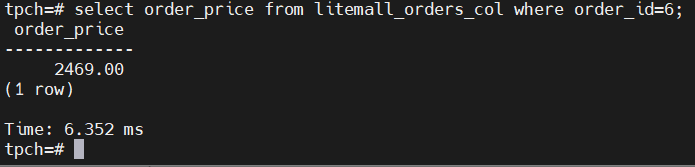 tpch=# select order_price from litemall_orders_col where order_id=6;
 order_price
-------------
     2469.00
(1 row)

Time: 6.352 ms
tpch=#